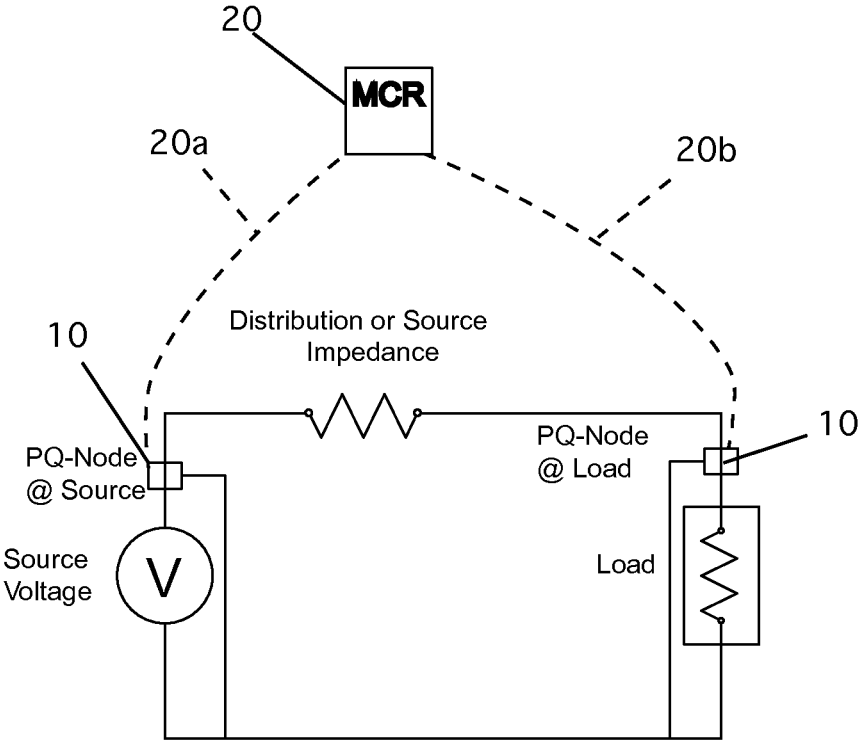 20
MCR
20a
20b
Distribution or Source
Impedance
10
10
PQ-Node
@ Source
PQ-Node
@ Load
Source
Voltage
V
Load